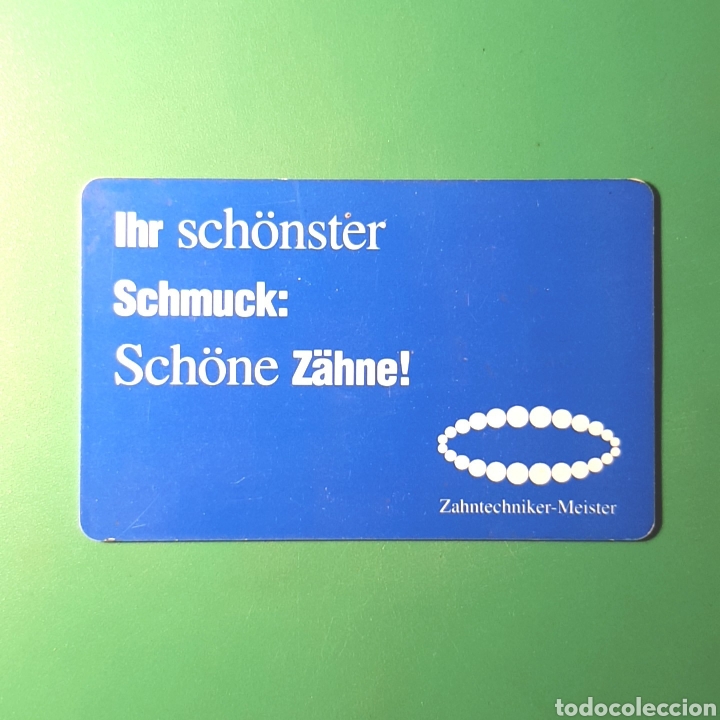 Ihr schönster
Schmuck:
Schöne Zähne!
Zahntechniker-Meister
todocoleccion